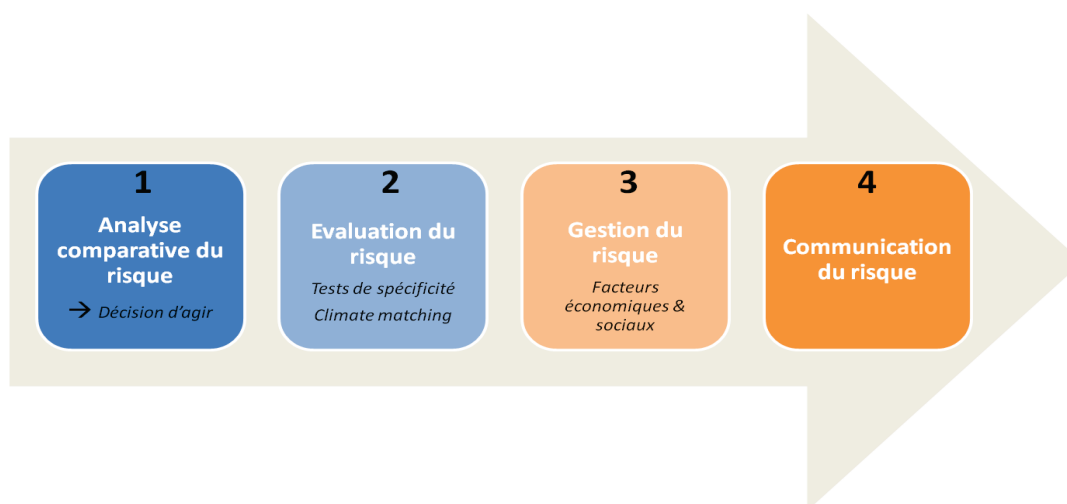 1
Analyse
comparative du
risque
→ Décision d'agir
2
Evaluation du
risque
Tests de spécificité
Climate matching
3
Gestion du
risque
Facteurs
économiques &
sociaux
4
Communication
du risque